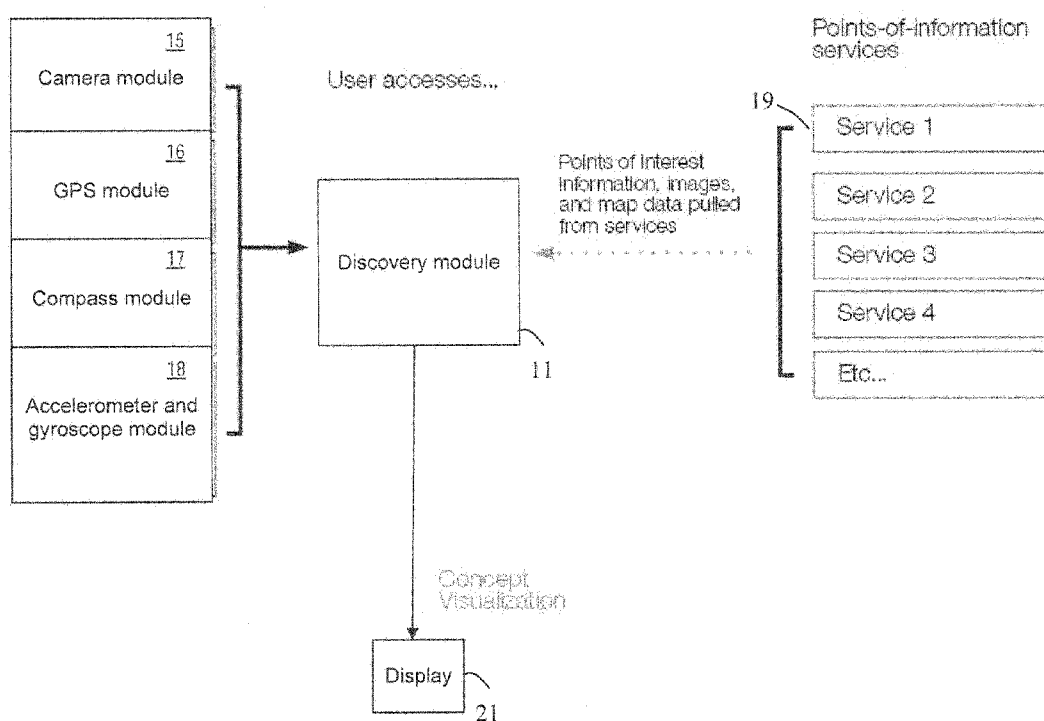 15
Camera module
16
GPS module
17
Compass module
18
Accelerometer and
gyroscope module
User accesses...
Discovery module
11
Points of Interest
Information, images,
and map data pulled
from services
Points-of-information
services
19
Service 1
Service 2
Service 3
Service 4
Etc...
Concept
Visualization
Display
21